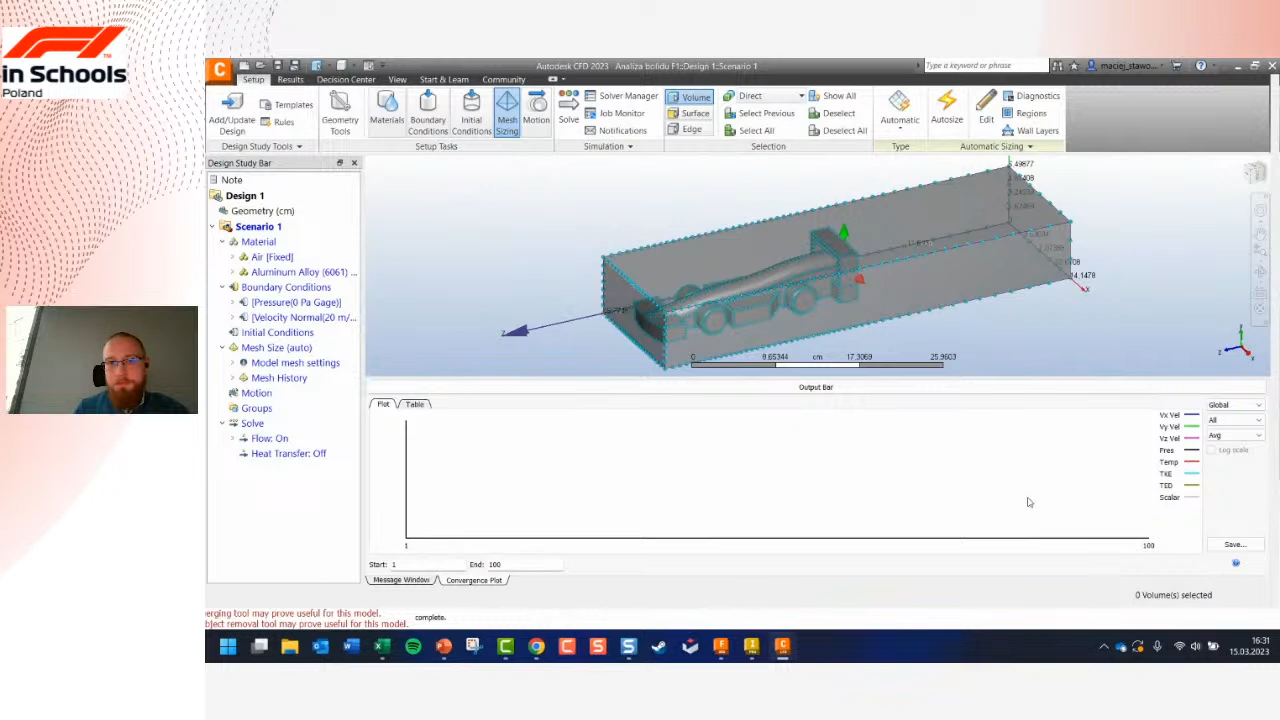 in Schools
Poland
Autodesk CFD 2023 Analiza bolidu F1::Design 1::Scenario 1
Type a keyword or phrase
maciej_stawo...
Setup Results Decision Center View Start & Learn Community
Add/Update Design
Templates
Rules
Design Study Tools
Geometry Tools
Materials
Boundary Conditions
Initial Conditions
Mesh Sizing
Motion
Setup Tasks
Solve
Solver Manager
Job Monitor
Notifications
Simulation
Volume
Surface
Edge
Direct
Select Previous
Select All
Show All
Deselect
Deselect All
Selection
Automatic
Type
Autosize
Edit
Diagnostics
Regions
Wall Layers
Automatic Sizing
Design Study Bar
Note
Design 1
Geometry (cm)
Scenario 1
Material
Air [Fixed]
Aluminum Alloy (6061) ...
Boundary Conditions
[Pressure(0 Pa Gage)]
[Velocity Normal(20 m/...
Initial Conditions
Mesh Size (auto)
Model mesh settings
Mesh History
Motion
Groups
Solve
Flow: On
Heat Transfer: Off
14.1478
x
z
0 8.65344 cm 17.3069 25.9603
Output Bar
Plot Table
Vx Vel
Vy Vel
Vz Vel
Pres
Temp
TKE
TED
Scalar
Global
All
Avg
Log scale
1 100
Save...
Start: 1 End: 100
Message Window Convergence Plot
0 Volume(s) selected
erging tool may prove useful for this model.
bject removal tool may prove useful for this model.
complete.
16:31
15.03.2023